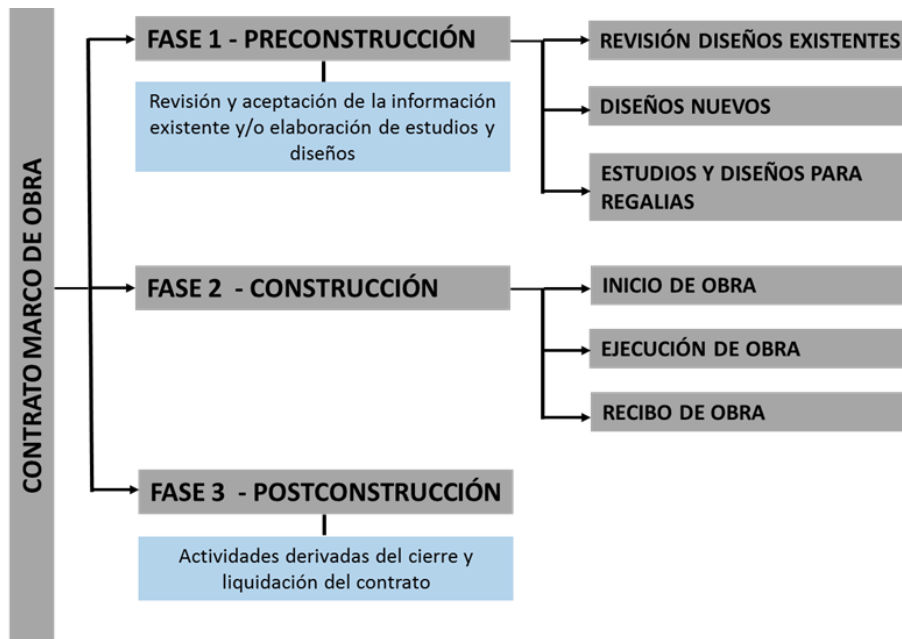 CONTRATO MARCO DE OBRA
FASE 1 - PRECONSTRUCCIÓN
Revisión y aceptación de la información
existente y/o elaboración de estudios y
diseños
REVISIÓN DISEÑOS EXISTENTES
DISEÑOS NUEVOS
ESTUDIOS Y DISEÑOS PARA
REGALIAS
FASE 2 - CONSTRUCCIÓN
INICIO DE OBRA
EJECUCIÓN DE OBRA
RECIBO DE OBRA
FASE 3 - POSTCONSTRUCCIÓN
Actividades derivadas del cierre y
liquidación del contrato